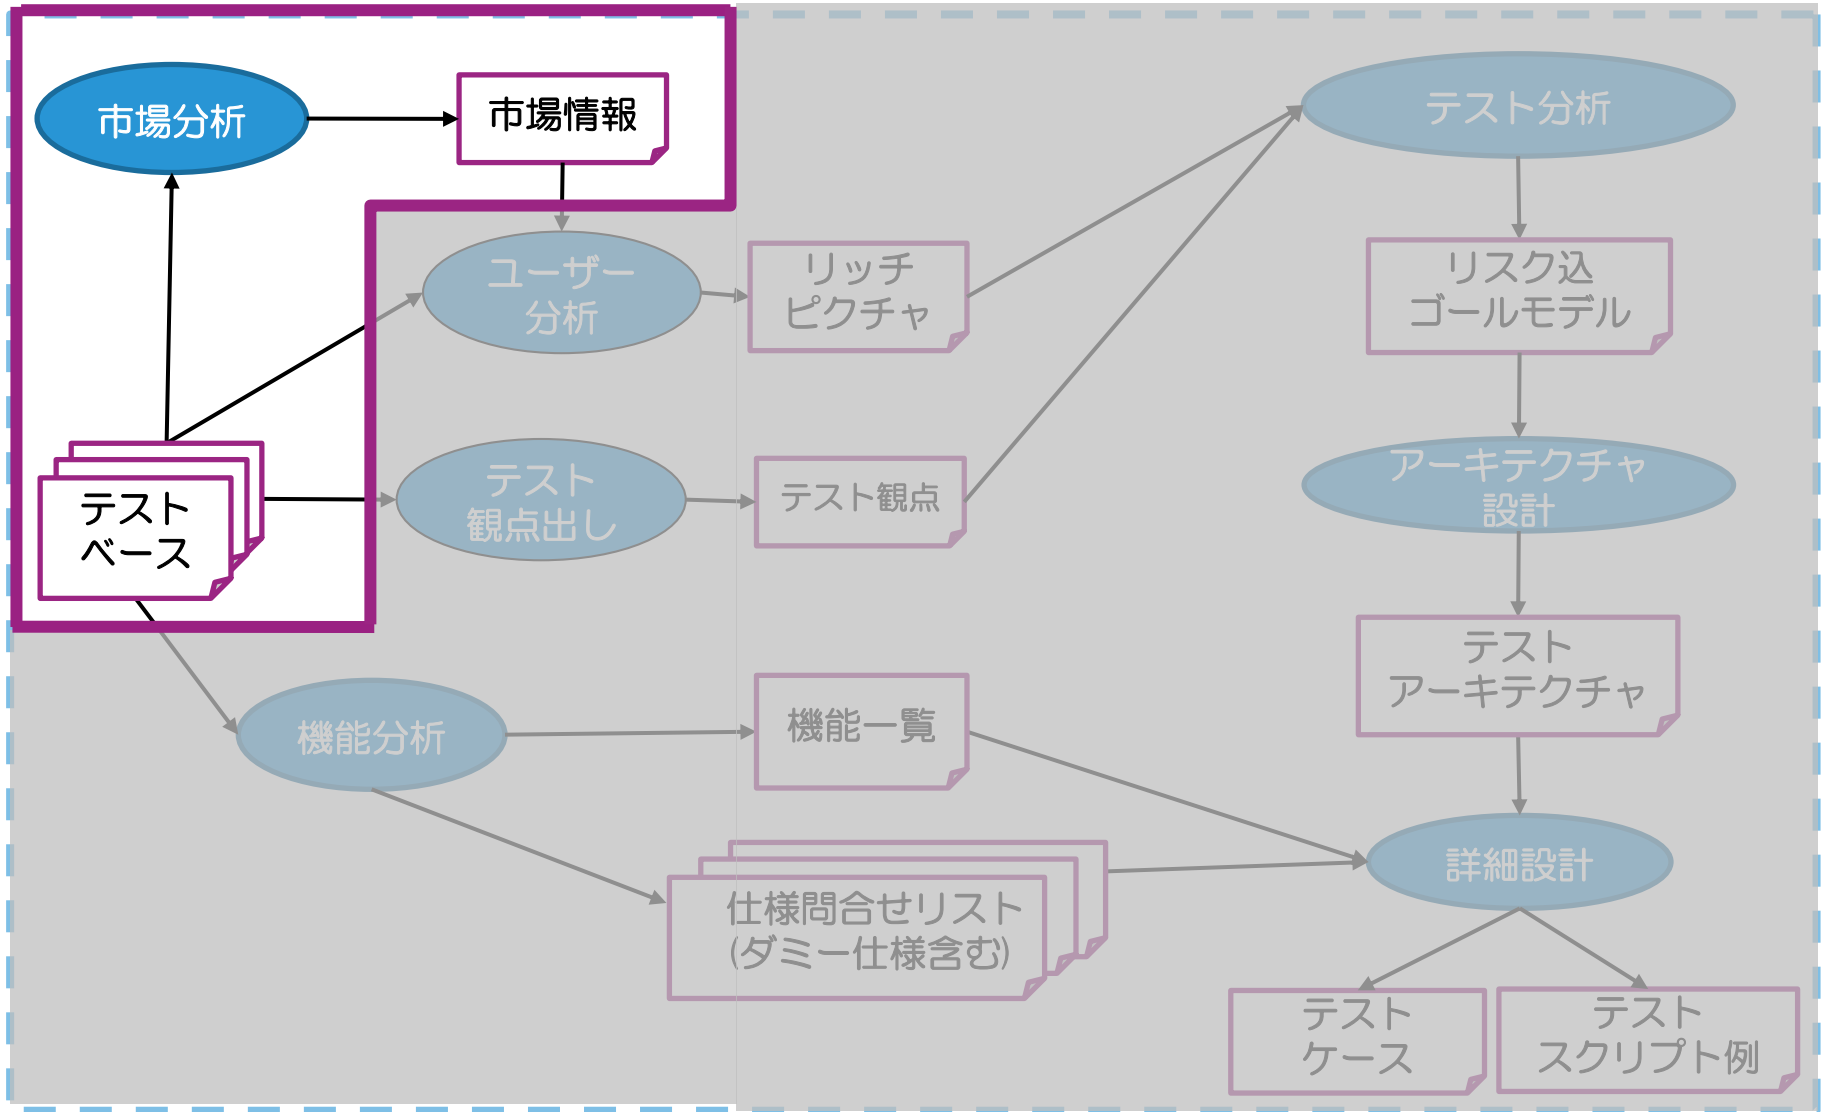 市場分析
市場情報
テスト
ベース
ユーザー
分析
リッチ
ピクチャ
テスト
観点出し
テスト観点
機能分析
機能一覧
仕様問合せリスト
(ダミー仕様含む)
テスト分析
リスク込
ゴールモデル
アーキテクチャ
設計
テスト
アーキテクチャ
詳細設計
テスト
ケース
テスト
スクリプト例